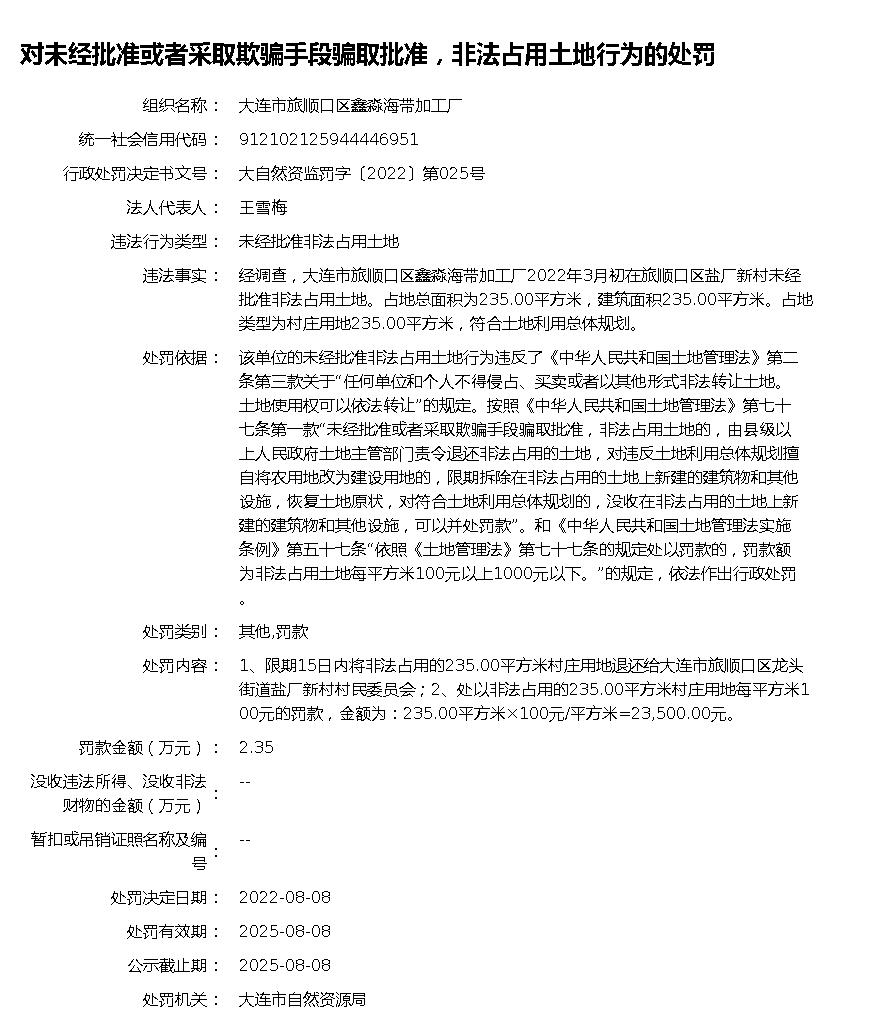 对未经批准或者采取欺骗手段骗取批准，非法占用土地行为的处罚
组织名称： 大连市旅顺口区鑫淼海带加工厂
统一社会信用代码： 912102125944446951
行政处罚决定书文号： 大自然资监罚字〔2022〕第025号
法人代表人： 王雪梅
违法行为类型： 未经批准非法占用土地
违法事实： 经调查，大连市旅顺口区鑫淼海带加工厂2022年3月初在旅顺口区盐厂新村未经
批准非法占用土地。占地总面积为235.00平方米，建筑面积235.00平方米。占地
类型为村庄用地235.00平方米，符合土地利用总体规划。
处罚依据： 该单位的未经批准非法占用土地行为违反了《中华人民共和国土地管理法》第二
条第三款关于“任何单位和个人不得侵占、买卖或者以其他形式非法转让土地。
土地使用权可以依法转让”的规定。按照《中华人民共和国土地管理法》第七十
七条第一款“未经批准或者采取欺骗手段骗取批准，非法占用土地的，由县级以
上人民政府土地主管部门责令退还非法占用的土地，对违反土地利用总体规划擅
自将农用地改为建设用地的，限期拆除在非法占用的土地上新建的建筑物和其他
设施，恢复土地原状，对符合土地利用总体规划的，没收在非法占用的土地上新
建的建筑物和其他设施，可以并处罚款”。和《中华人民共和国土地管理法实施
条例》第五十七条“依照《土地管理法》第七十七条的规定处以罚款的，罚款额
为非法占用土地每平方米100元以上1000元以下。”的规定，依法作出行政处罚
。
处罚类别： 其他,罚款
处罚内容： 1、限期15日内将非法占用的235.00平方米村庄用地退还给大连市旅顺口区龙头
街道盐厂新村村民委员会；2、处以非法占用的235.00平方米村庄用地每平方米1
00元的罚款，金额为：235.00平方米×100元/平方米=23,500.00元。
罚款金额（万元）： 2.35
没收违法所得、没收非法
财物的金额（万元）： --
暂扣或吊销证照名称及编
号： --
处罚决定日期： 2022-08-08
处罚有效期： 2025-08-08
公示截止期： 2025-08-08
处罚机关： 大连市自然资源局